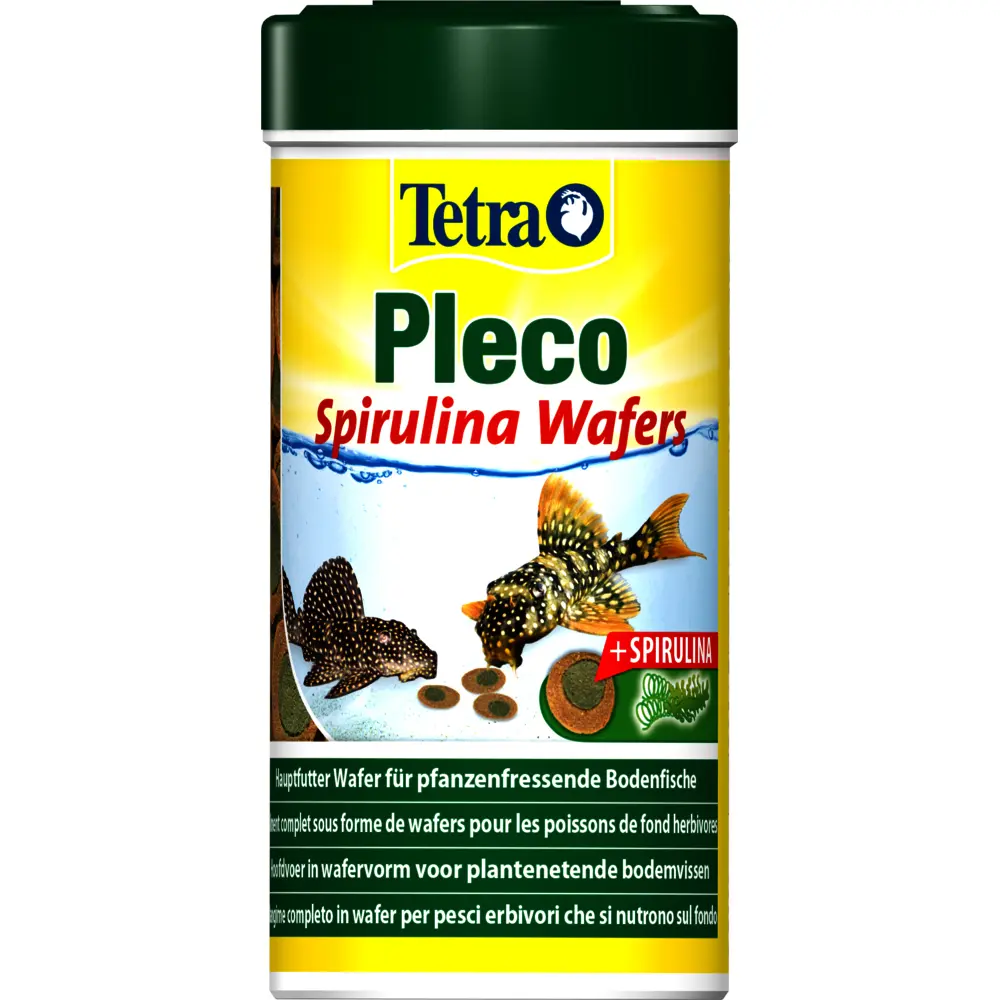 Tetra
Pleco
Spirulina Wafers
+ SPIRULINA
Hauptfutter Wafer für pfanzenfressende Bodenfische
complet sous forme de wafers pour les poissons de fond herbivores
Hoofdvoer in wafervorm voor plantenetende bodemvissen
completo in wafer per pesci erbivori che si nutrono sul fondo